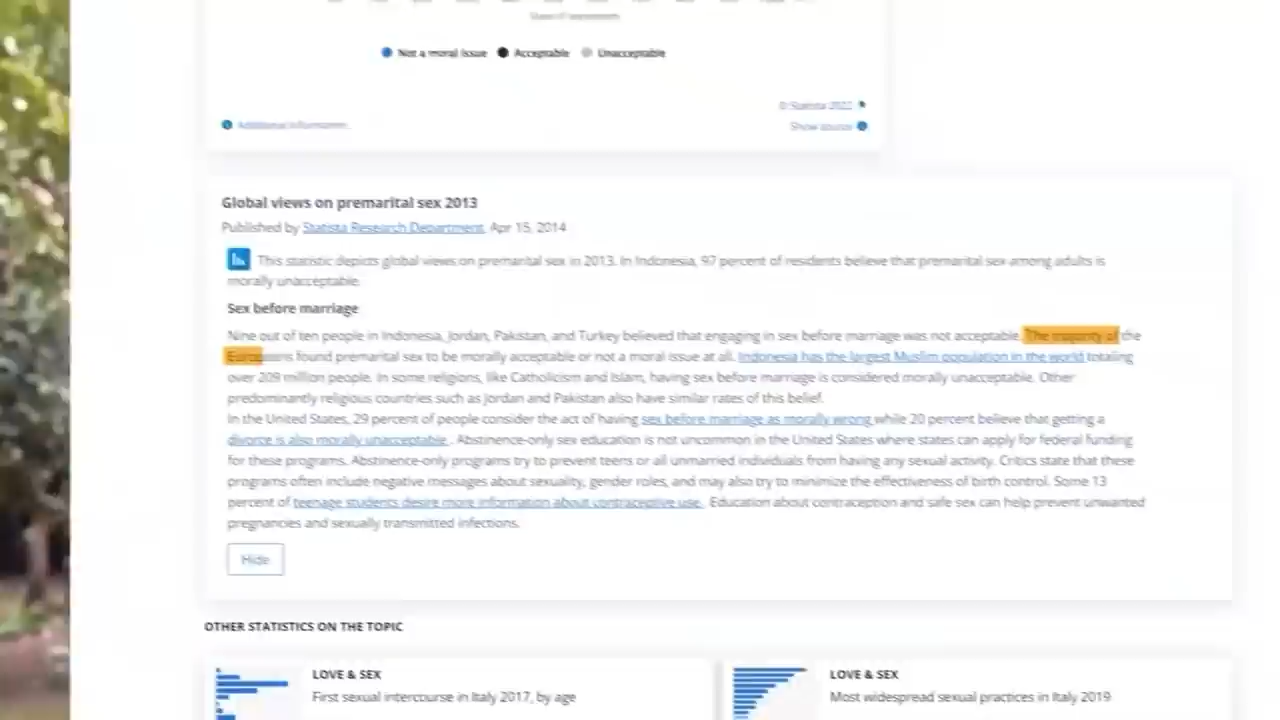 Not a moral issue Acceptable Unacceptable
© Statista 2022
Additional Information
Show source
Global views on premarital sex 2013
Published by Statista Research Department, Apr 15, 2014
This statistic depicts global views on premarital sex in 2013. In Indonesia, 97 percent of residents believe that premarital sex among adults is
morally unacceptable.
Sex before marriage
Nine out of ten people in Indonesia, Jordan, Pakistan, and Turkey believed that engaging in sex before marriage was not acceptable. The majority of the
Europeans found premarital sex to be morally acceptable or not a moral issue at all. Indonesia has the largest Muslim population in the world totaling
over 209 million people. In some religions, like Catholicism and Islam, having sex before marriage is considered morally unacceptable. Other
predominantly religious countries such as Jordan and Pakistan also have similar rates of this belief.
In the United States, 29 percent of people consider the act of having sex before marriage as morally wrong while 20 percent believe that getting a
divorce is also morally unacceptable . Abstinence-only sex education is not uncommon in the United States where states can apply for federal funding
for these programs. Abstinence-only programs try to prevent teens or all unmarried individuals from having any sexual activity. Critics state that these
programs often include negative messages about sexuality, gender roles, and may also try to minimize the effectiveness of birth control. Some 13
percent of teenage students desire more information about contraceptive use. Education about contraception and safe sex can help prevent unwanted
pregnancies and sexually transmitted infections.
Hide
OTHER STATISTICS ON THE TOPIC
LOVE & SEX
First sexual intercourse in Italy 2017, by age
LOVE & SEX
Most widespread sexual practices in Italy 2019